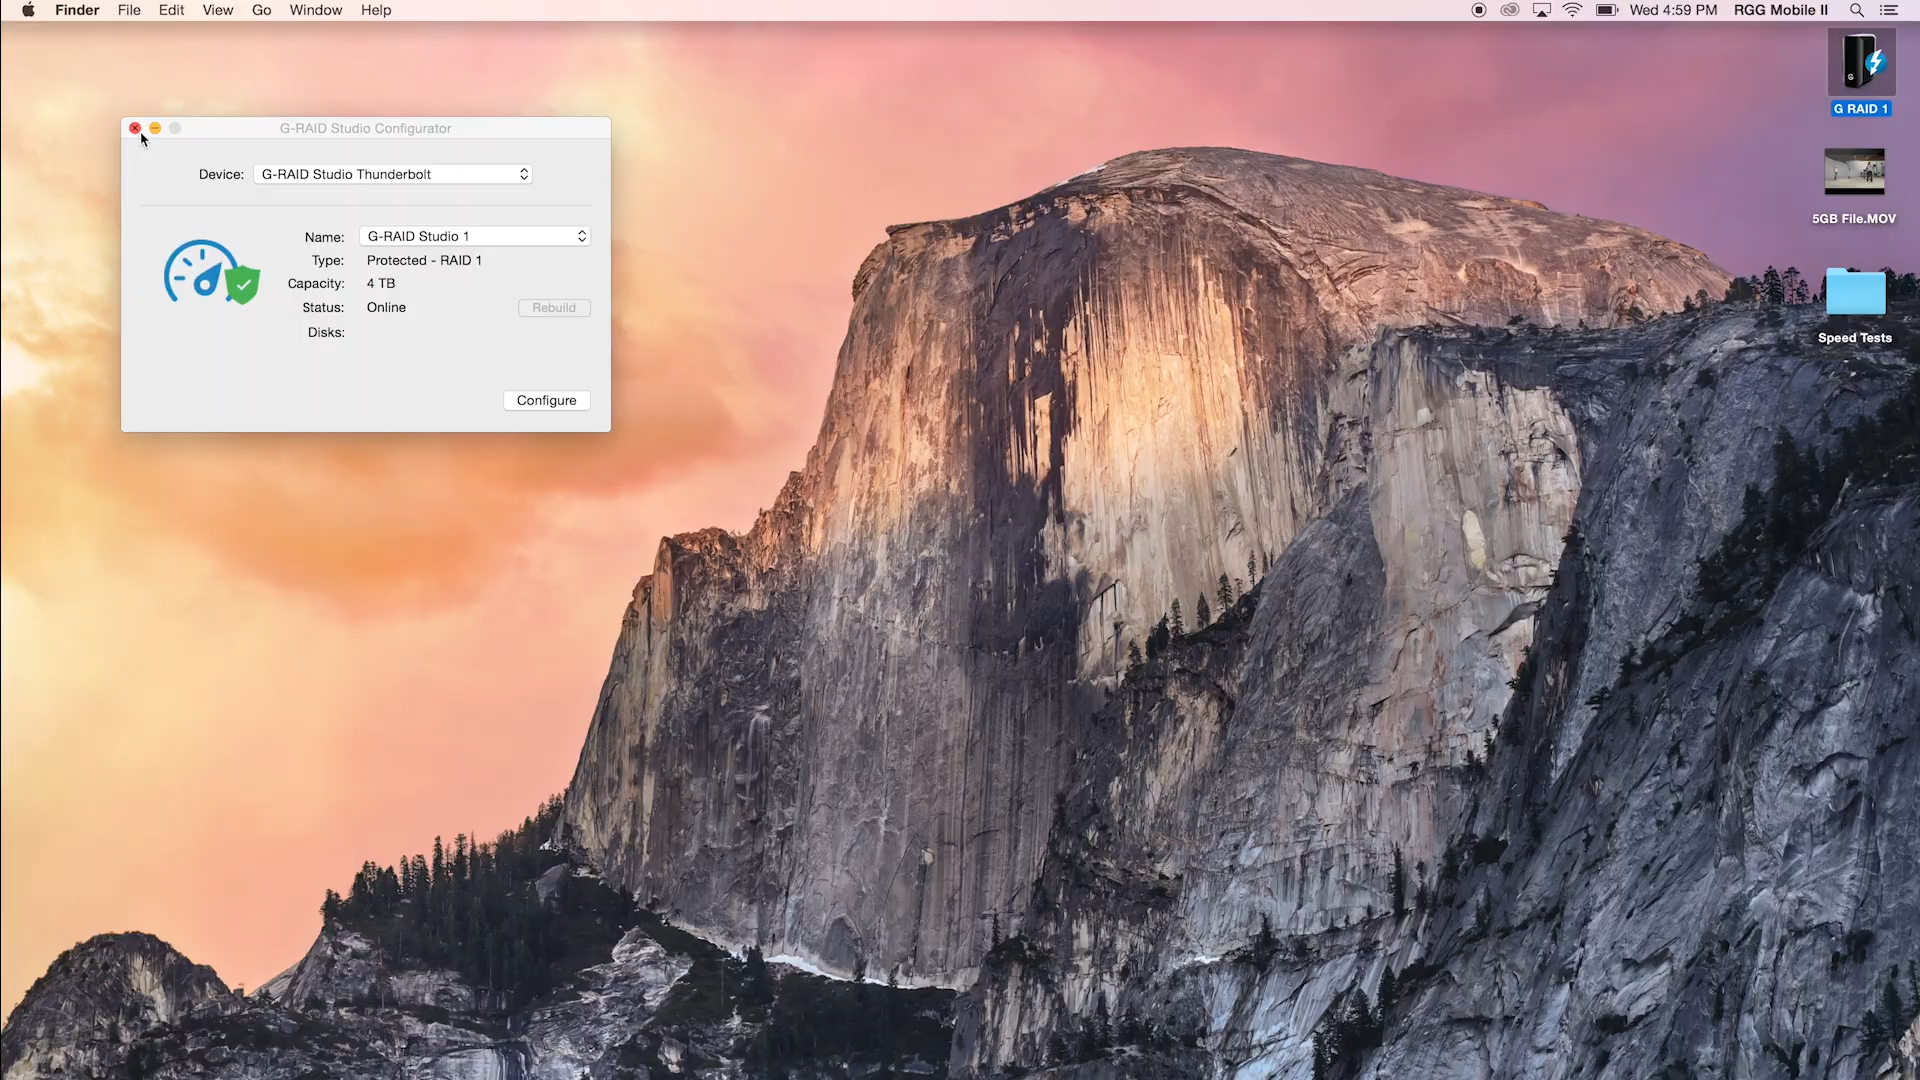 Finder File Edit View Go Window Help
Wed 4:59 PM RGG Mobile II
G RAID 1
5GB File.MOV
Speed Tests
G-RAID Studio Configurator
Device: G-RAID Studio Thunderbolt
Name: G-RAID Studio 1
Type: Protected - RAID 1
Capacity: 4 TB
Status: Online Rebuild
Disks:
Configure